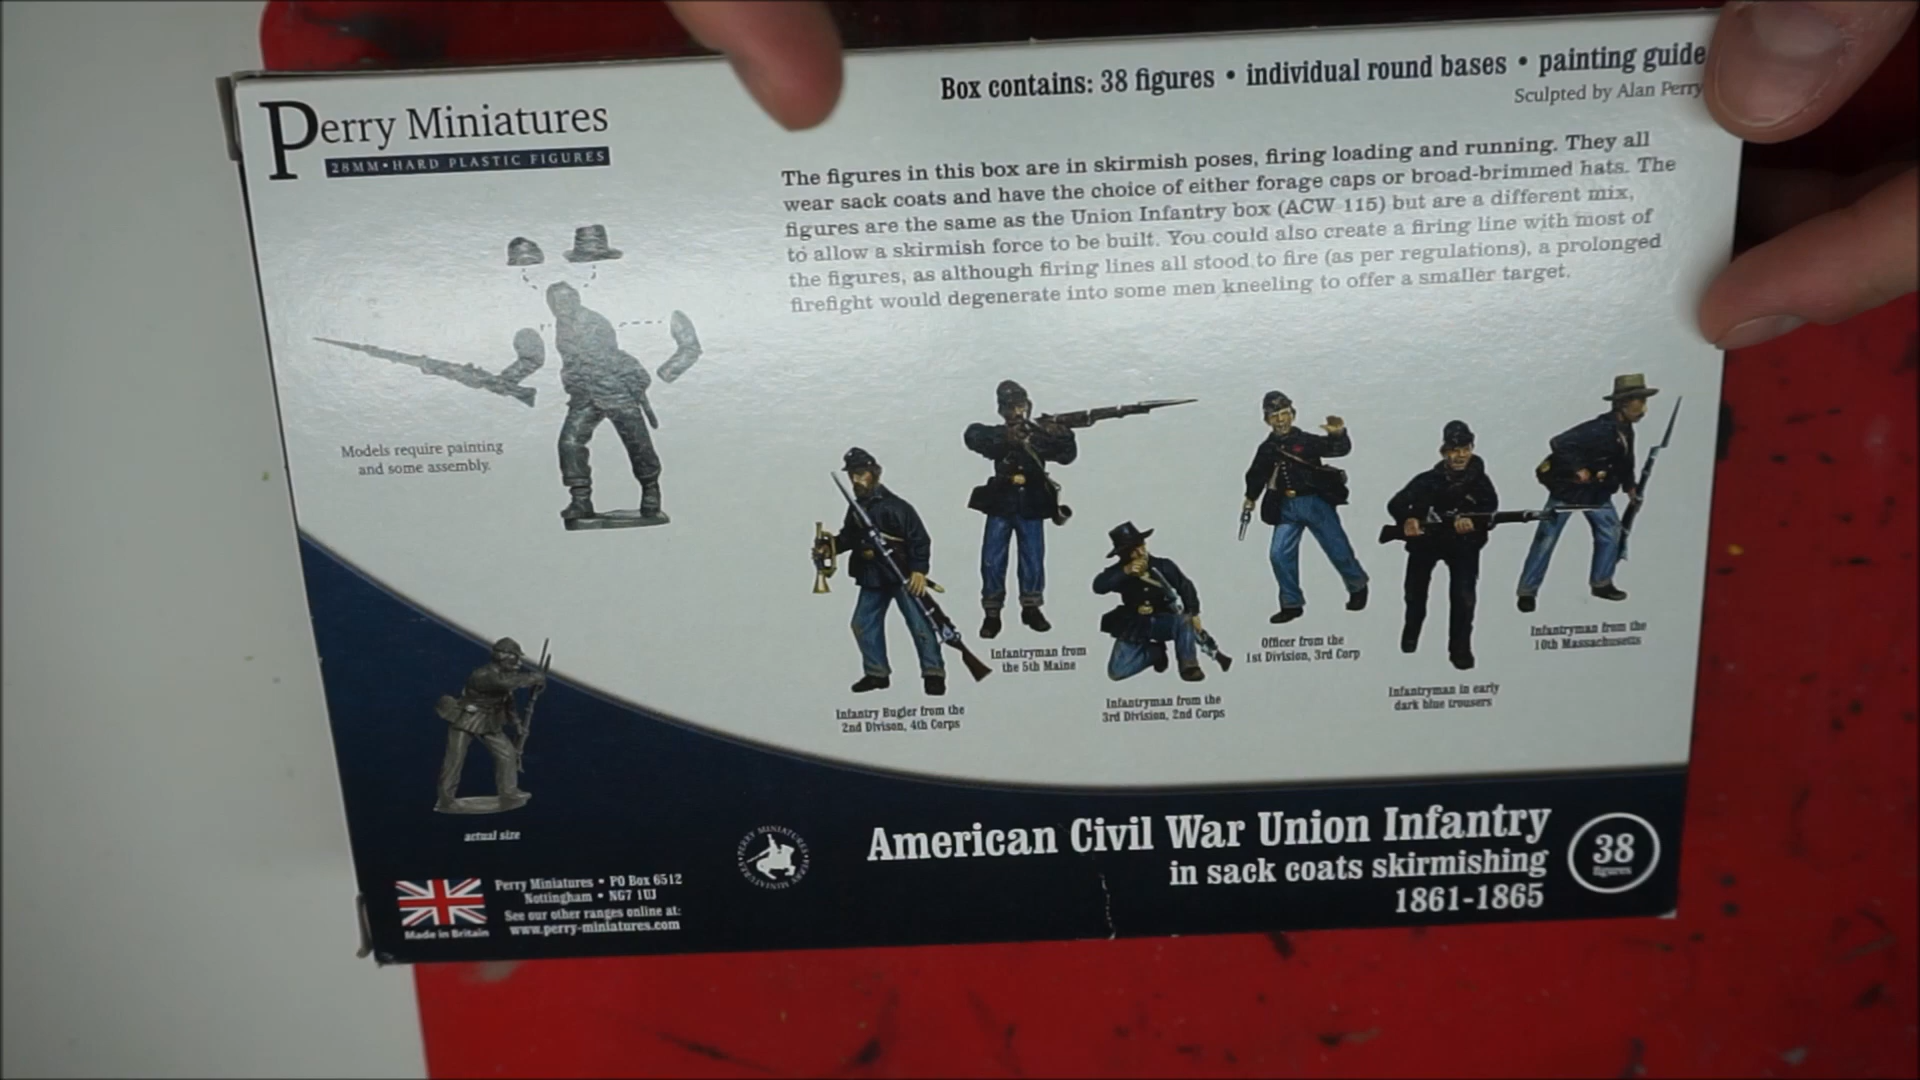 Perry Miniatures
28MM•HARD PLASTIC FIGURES
Box contains: 38 figures • individual round bases • painting guide
Sculpted by Alan Perry
The figures in this box are in skirmish poses, firing loading and running. They all
wear sack coats and have the choice of either forage caps or broad-brimmed hats. The
figures are the same as the Union Infantry box (ACW 115) but are a different mix,
to allow a skirmish force to be built. You could also create a firing line with most of
the figures, as although firing lines all stood to fire (as per regulations), a prolonged
firefight would degenerate into some men kneeling to offer a smaller target.
Models require painting
and some assembly.
Infantry Bugler from the
2nd Divison, 4th Corps
Infantryman from
the 5th Maine
Infantryman from the
3rd Division, 2nd Corps
Officer from the
1st Division, 3rd Corp
Infantryman in early
dark blue trousers
Infantryman from the
10th Massachusetts
actual size
Made in Britain
Perry Miniatures • PO Box 6512
Nottingham • NG7 1UJ
See our other ranges online at:
www.perry-miniatures.com
PERRY MINIATURES
American Civil War Union Infantry
in sack coats skirmishing
1861-1865
38
figures